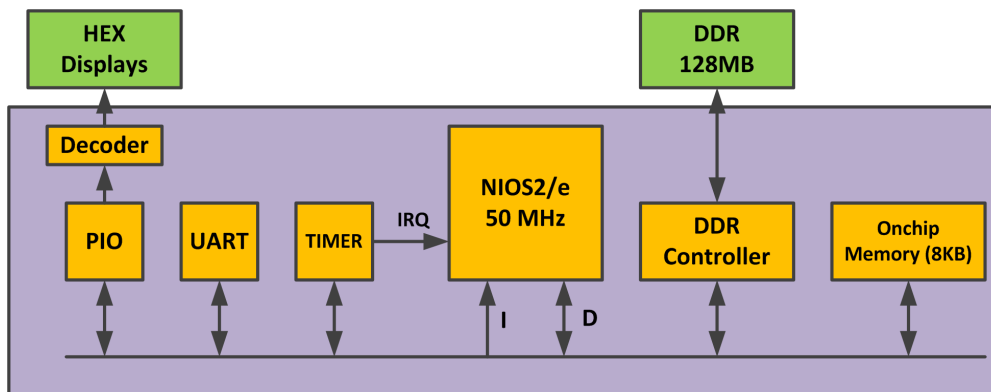 HEX
Displays
DDR
128MB
Decoder
NIOS2/e
50 MHz
PIO
UART
TIMER
IRQ
DDR
Controller
Onchip
Memory (8KB)
I
D